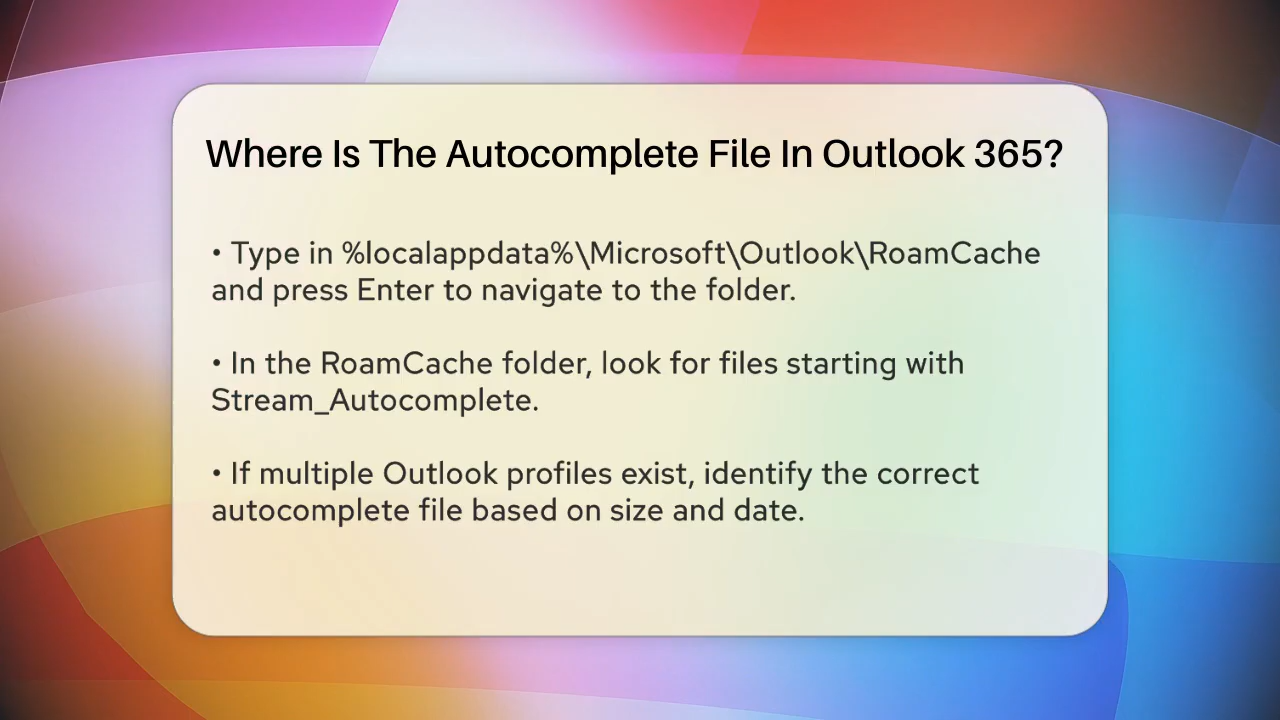 Where Is The Autocomplete File In Outlook 365?
• Type in %localappdata%\Microsoft\Outlook\RoamCache
and press Enter to navigate to the folder.
• In the RoamCache folder, look for files starting with
Stream_Autocomplete.
• If multiple Outlook profiles exist, identify the correct
autocomplete file based on size and date.